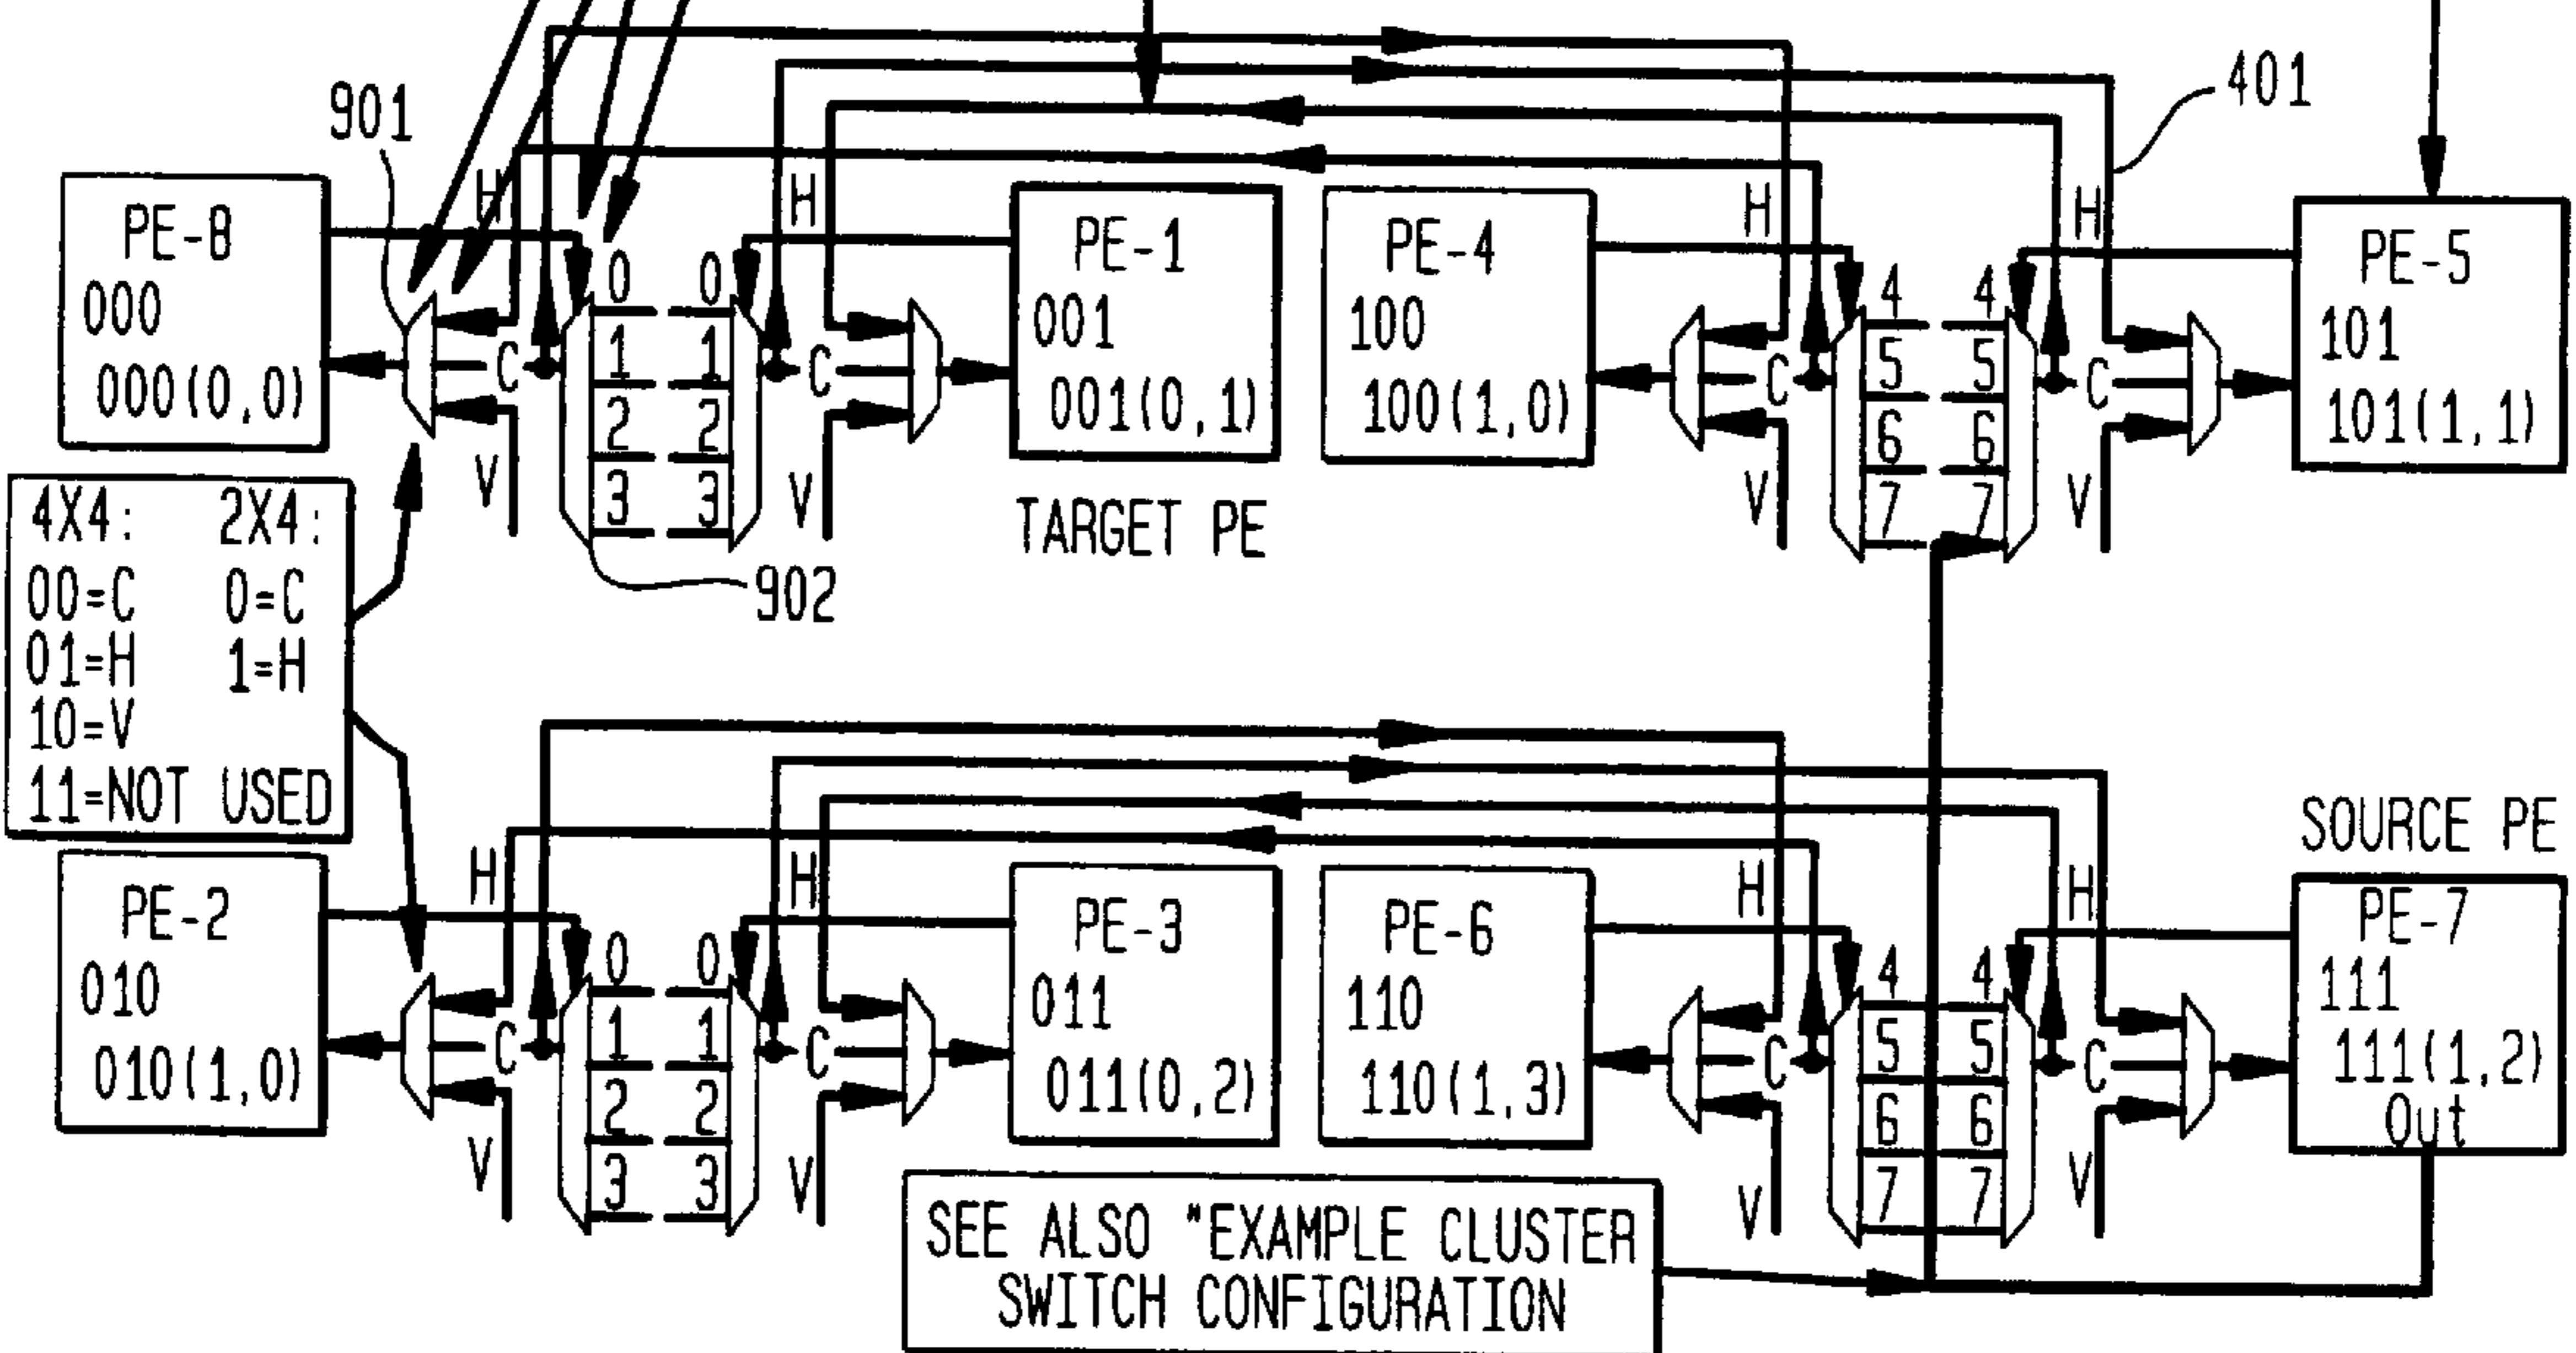 901
401
H
H
H
H
PE-8
000
000(0,0)
C
V
0
1
2
3
0
1
2
3
C
V
PE-1
001
001(0,1)
TARGET PE
PE-4
100
100(1,0)
C
V
4
5
6
7
4
5
6
7
C
V
PE-5
101
101(1,1)
902
4X4: 2X4:
00=C 0=C
01=H 1=H
10=V
11=NOT USED
H
H
H
H
PE-2
010
010(1,0)
C
V
0
1
2
3
0
1
2
3
C
V
PE-3
011
011(0,2)
PE-6
110
110(1,3)
C
V
4
5
6
7
4
5
6
7
C
V
SOURCE PE
PE-7
111
111(1,2)
Out
SEE ALSO "EXAMPLE CLUSTER
SWITCH CONFIGURATION